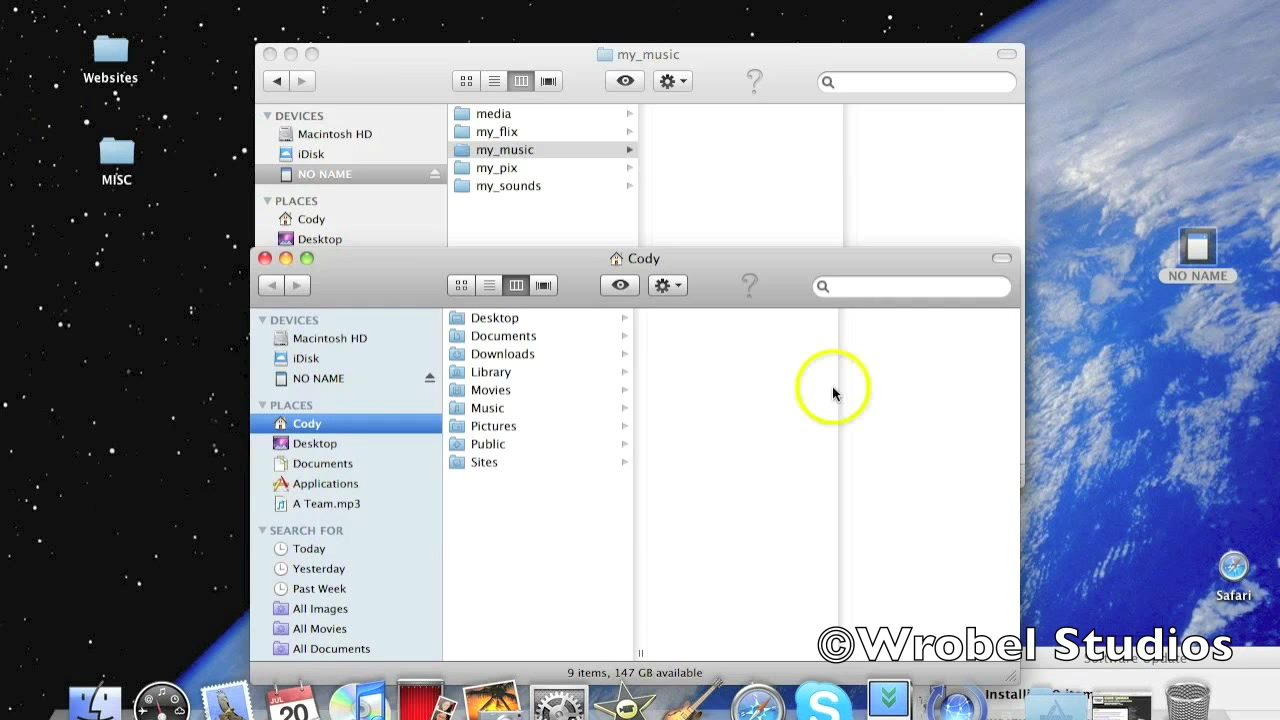 Websites
MISC
my_music
?
DEVICES
Macintosh HD
iDisk
NO NAME
PLACES
Cody
Desktop
media
my_flix
my_music
my_pix
my_sounds
Cody
?
DEVICES
Macintosh HD
iDisk
NO NAME
PLACES
Cody
Desktop
Documents
Applications
A Team.mp3
SEARCH FOR
Today
Yesterday
Past Week
All Images
All Movies
All Documents
Desktop
Documents
Downloads
Library
Movies
Music
Pictures
Public
Sites
9 items, 147 GB available
NO NAME
Safari
©Wrobel Studios
Software Update
JUL
20